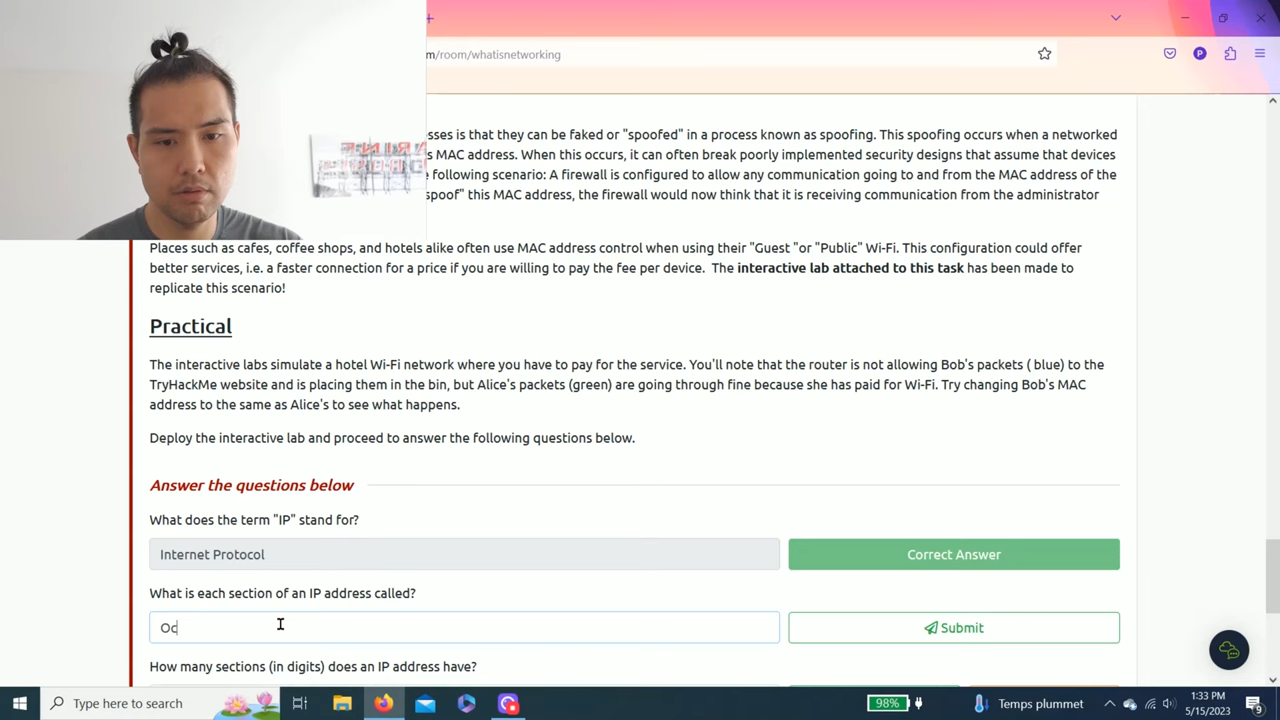 m/room/whatisnetworking
sses is that they can be faked or "spoofed" in a process known as spoofing. This spoofing occurs when a networked
s MAC address. When this occurs, it can often break poorly implemented security designs that assume that devices
following scenario: A firewall is configured to allow any communication going to and from the MAC address of the
spoof" this MAC address, the firewall would now think that it is receiving communication from the administrator
Places such as cafes, coffee shops, and hotels alike often use MAC address control when using their "Guest "or "Public" Wi-Fi. This configuration could offer
better services, i.e. a faster connection for a price if you are willing to pay the fee per device. The interactive lab attached to this task has been made to
replicate this scenario!
Practical
The interactive labs simulate a hotel Wi-Fi network where you have to pay for the service. You'll note that the router is not allowing Bob's packets ( blue) to the
TryHackMe website and is placing them in the bin, but Alice's packets (green) are going through fine because she has paid for Wi-Fi. Try changing Bob's MAC
address to the same as Alice's to see what happens.
Deploy the interactive lab and proceed to answer the following questions below.
Answer the questions below
What does the term "IP" stand for?
Internet Protocol
Correct Answer
What is each section of an IP address called?
Oc
Submit
How many sections (in digits) does an IP address have?
Type here to search
98%
Temps plummet
1:33 PM
5/15/2023
9